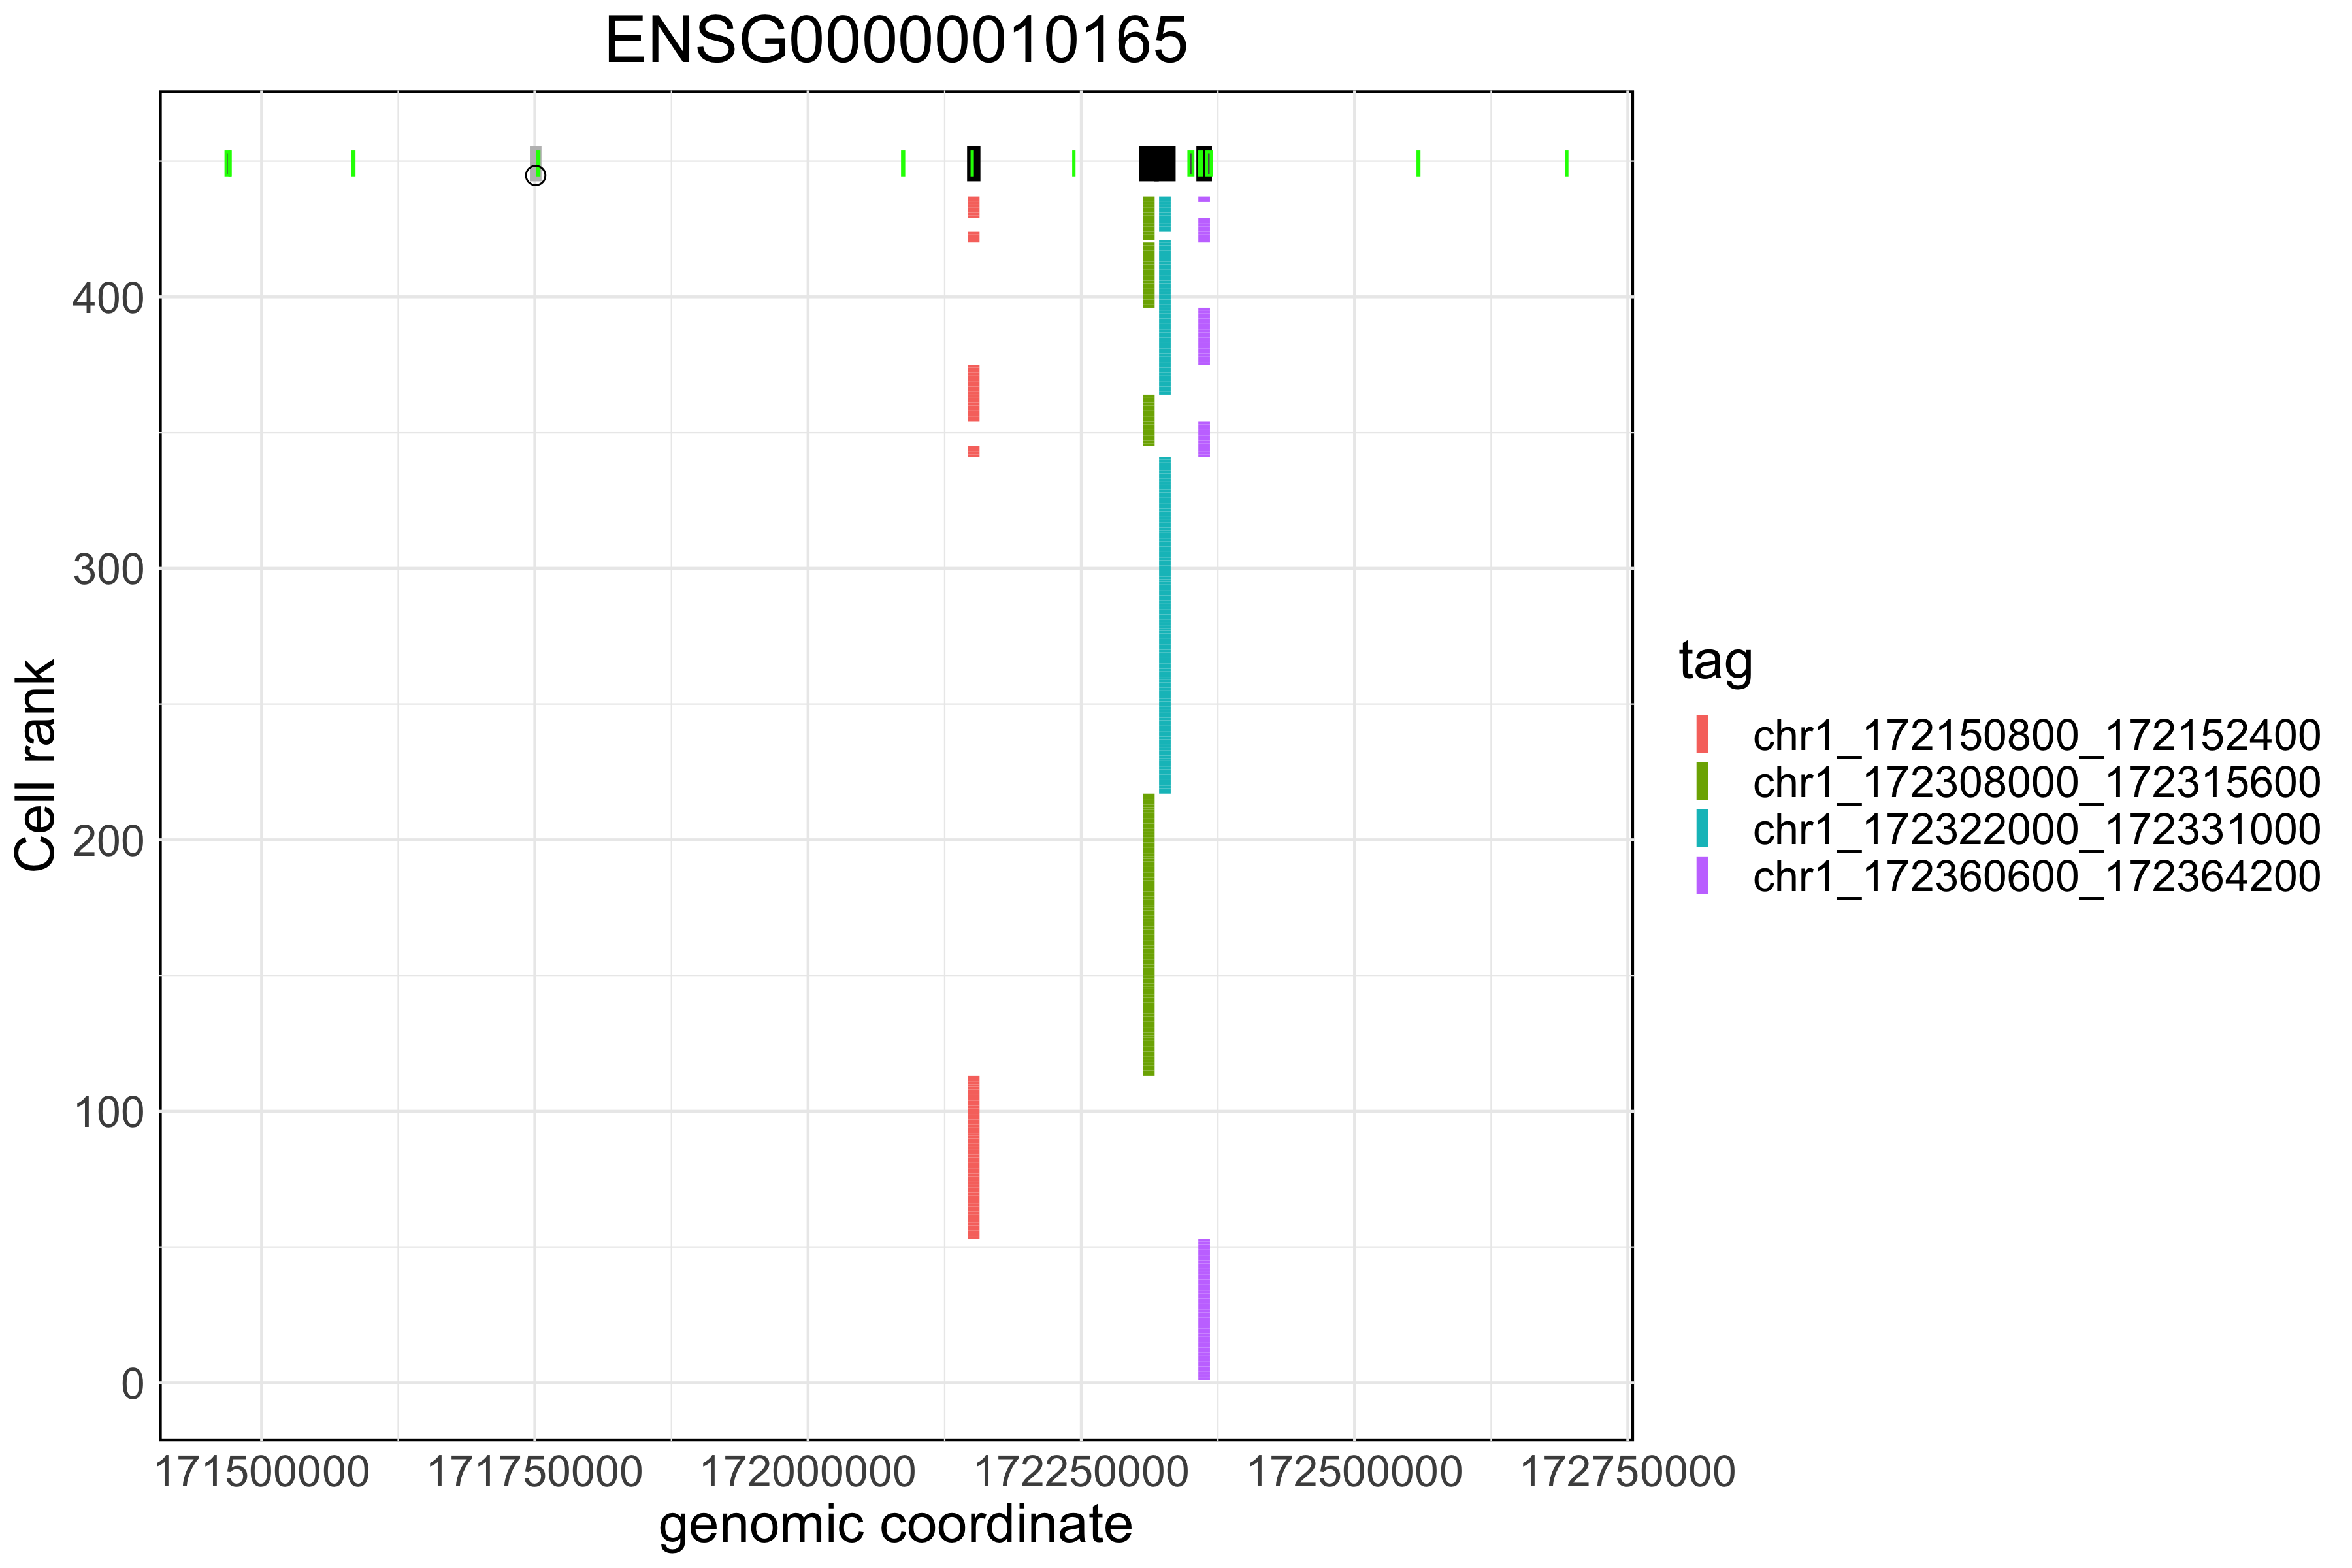 ENSG00000010165
Cell rank
400
300
200
100
0
171500000 171750000 172000000 172250000 172500000 172750000
genomic coordinate
tag
chr1_172150800_172152400
chr1_172308000_172315600
chr1_172322000_172331000
chr1_172360600_172364200